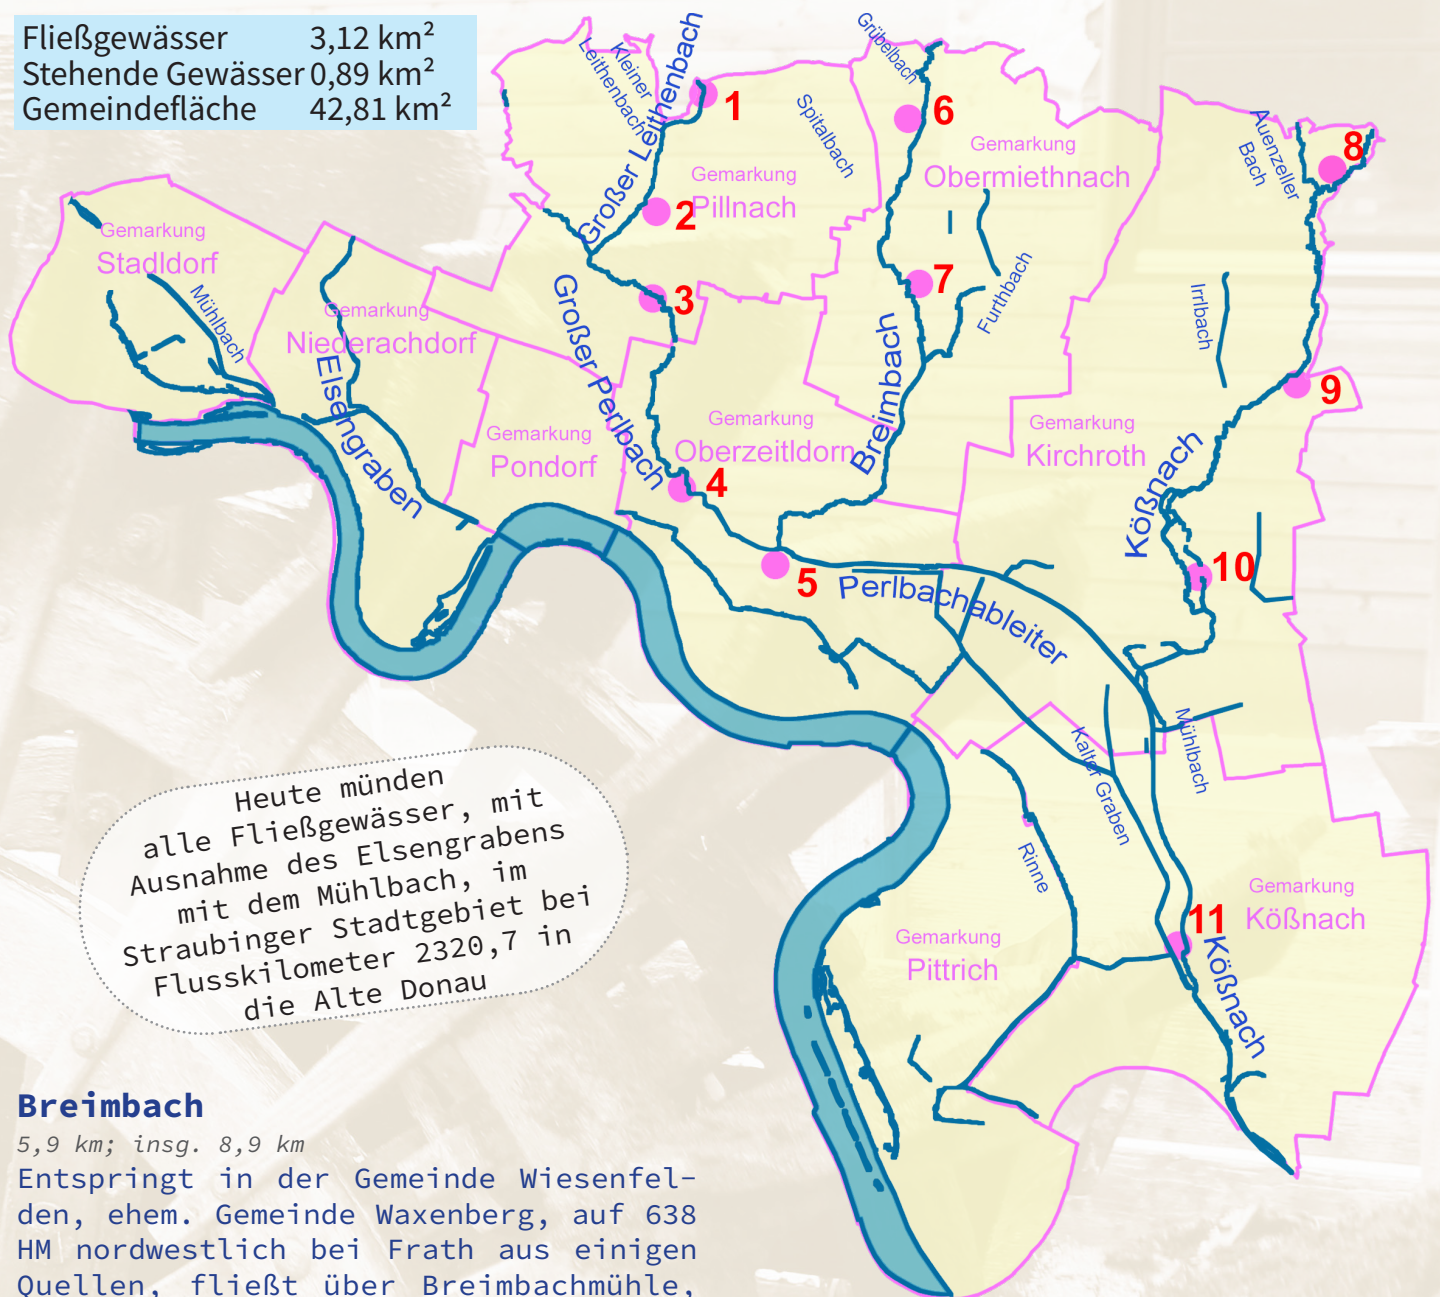 Fließgewässer 3,12 km²
Stehende Gewässer 0,89 km²
Gemeindefläche 42,81 km²
Kleiner
Leithenbach
Großer Leithenbach
1
Spitalbach
Grübelbach
6
Gemarkung
Obermiethnach
Auenzeller
Bach
8
Gemarkung
Pillnach
2
Gemarkung
Stadldorf
Mühlbach
Gemarkung
Niederachdorf
Elsengraben
3
Großer Perlbach
7
Furthbach
Breimbach
Irrlbach
9
Gemarkung
Pondorf
Gemarkung
Oberzeitldorn
4
Gemarkung
Kirchroth
Kößnach
10
5
Perlbachableiter
Mühlbach
Kalter Graben
Rinne
Gemarkung
Kößnach
11
Kößnach
Gemarkung
Pittrich
Heute münden
alle Fließgewässer, mit
Ausnahme des Elsengrabens
mit dem Mühlbach, im
Straubinger Stadtgebiet bei
Flusskilometer 2320,7 in
die Alte Donau
Breimbach
5,9 km; insg. 8,9 km
Entspringt in der Gemeinde Wiesenfel-
den, ehem. Gemeinde Waxenberg, auf 638
HM nordwestlich bei Frath aus einigen
Quellen, fließt über Breimbachmühle,